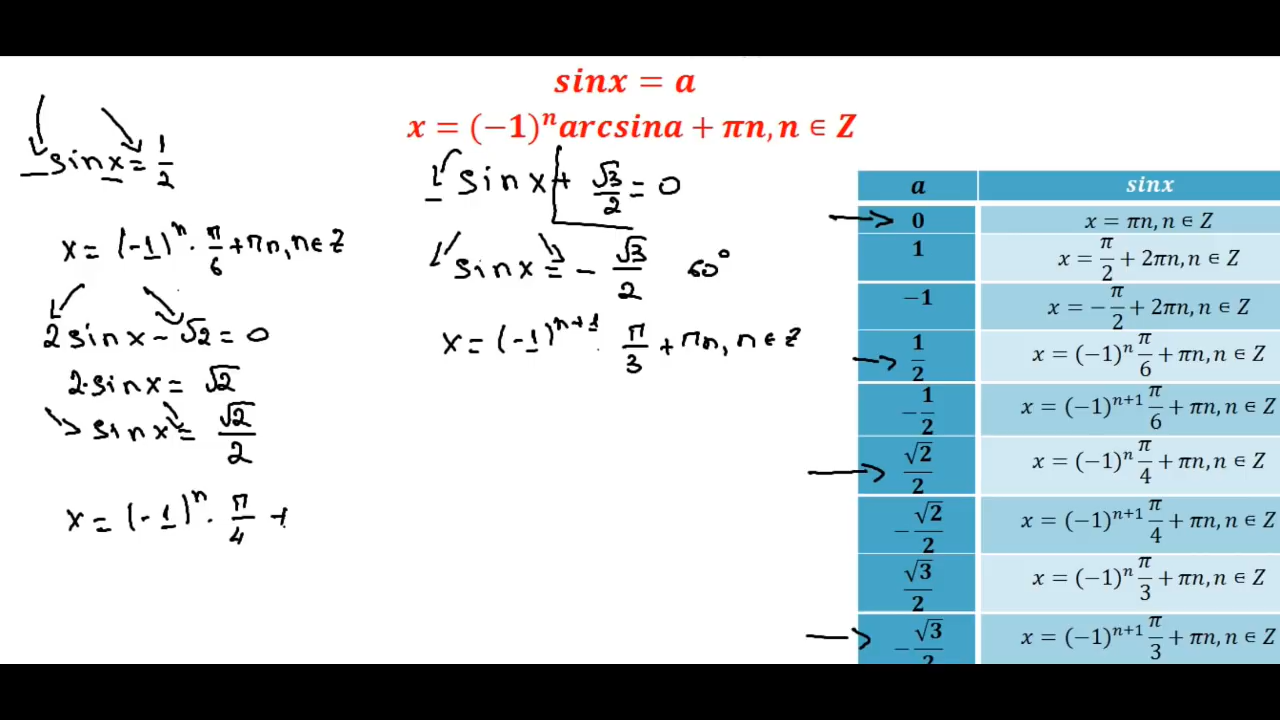 sinx = a
x = (−1)ⁿarcsina + πn, n ∈ Z
sinx = 1/2
x = (-1)ⁿ · π/6 + πn, n ∈ Z
2 sinx − √2 = 0
2·sinx = √2
sinx = √2/2
x = (-1)ⁿ · π/4 +
1 sinx + √3/2 = 0
sinx = − √3/2 60°
x = (-1)ⁿ⁺¹ · π/3 + πn, n ∈ Z
a sinx
0 x = πn, n ∈ Z
1 x = π/2 + 2πn, n ∈ Z
−1 x = −π/2 + 2πn, n ∈ Z
1/2 x = (−1)ⁿ π/6 + πn, n ∈ Z
−1/2 x = (−1)ⁿ⁺¹ π/6 + πn, n ∈ Z
√2/2 x = (−1)ⁿ π/4 + πn, n ∈ Z
−√2/2 x = (−1)ⁿ⁺¹ π/4 + πn, n ∈ Z
√3/2 x = (−1)ⁿ π/3 + πn, n ∈ Z
−√3/2 x = (−1)ⁿ⁺¹ π/3 + πn, n ∈ Z